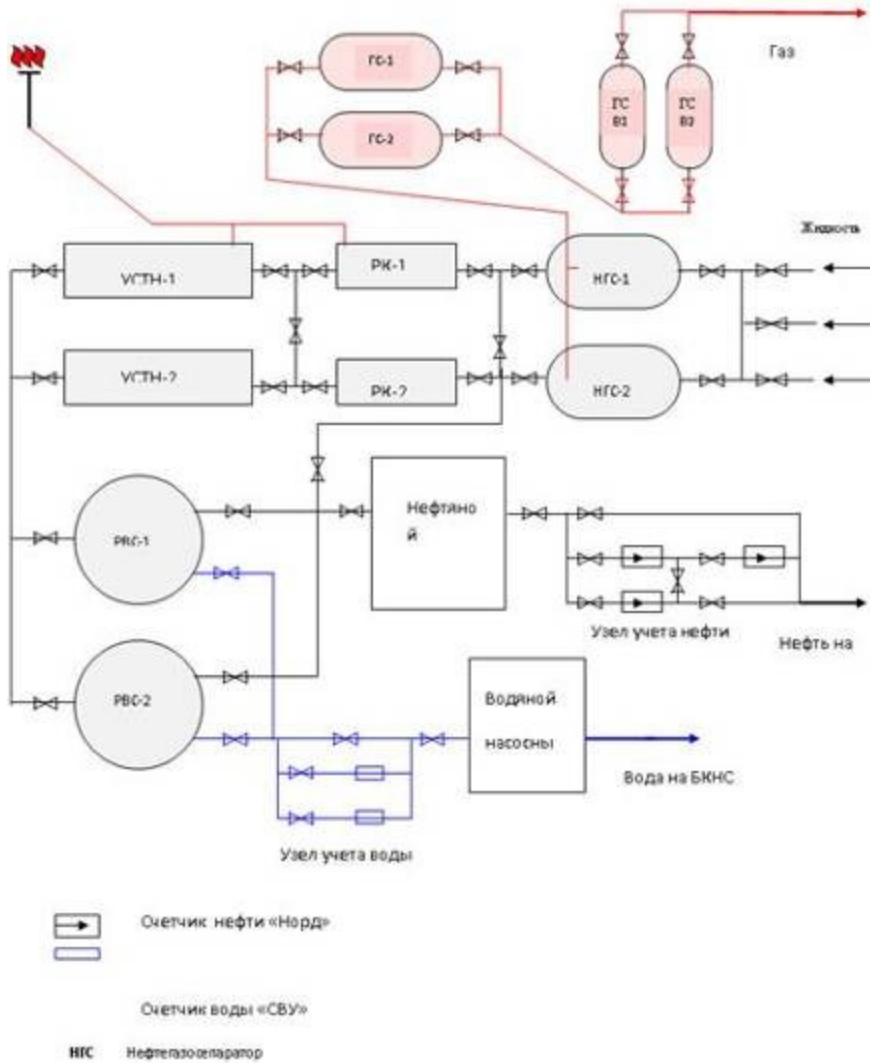 Газ
ГС-1
ГС-2
ГС
В1
ГС
В2
Жидкость
УСТН-1
РК-1
НГС-1
УСТН-2
РК-2
НГС-2
РВС-1
Нефтяно
й
Узел учета нефти
Нефть на
РВС-2
Водяной
насосны
Вода на БКНС
Узел учета воды
Счетчик нефти «Норд»
Счетчик воды «СВУ»
НГС Нефтегазосепаратор